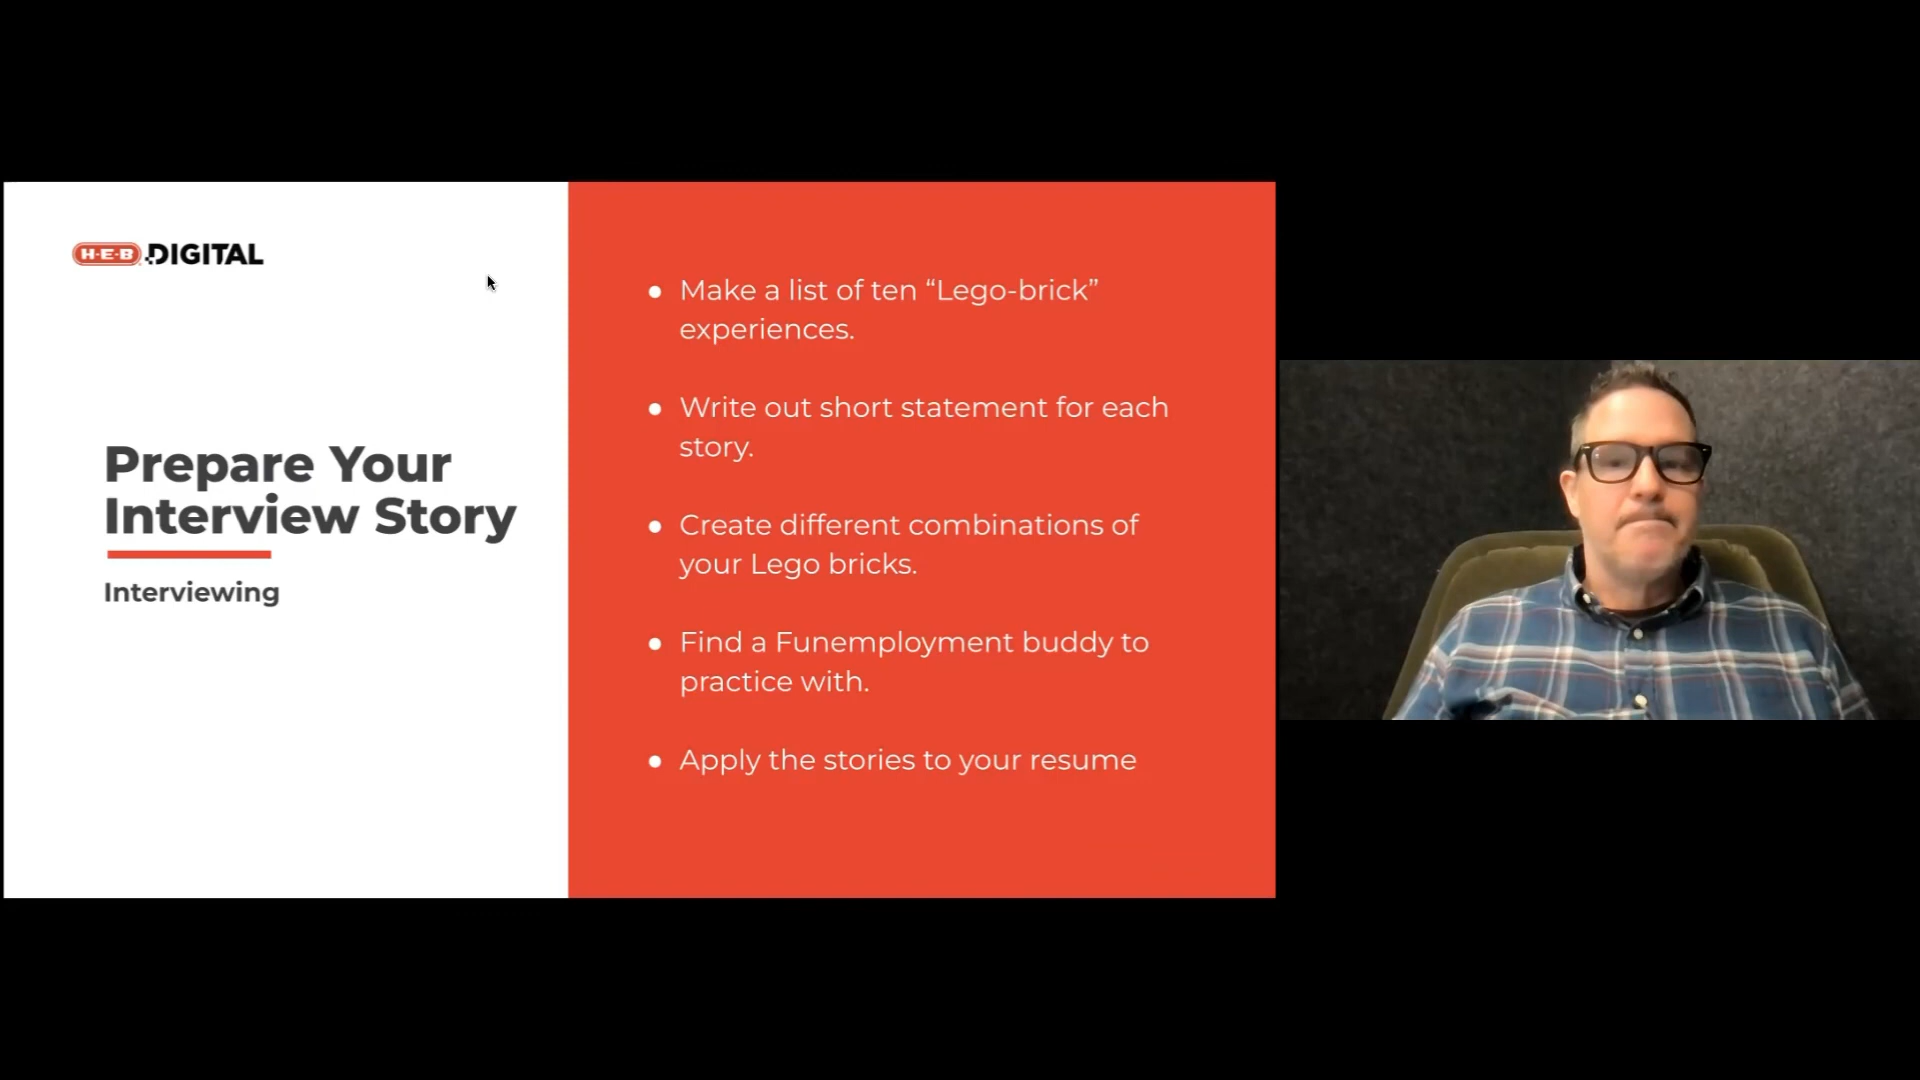 H-E-B DIGITAL
Prepare Your
Interview Story
Interviewing
● Make a list of ten “Lego-brick”
experiences.
● Write out short statement for each
story.
● Create different combinations of
your Lego bricks.
● Find a Funemployment buddy to
practice with.
● Apply the stories to your resume